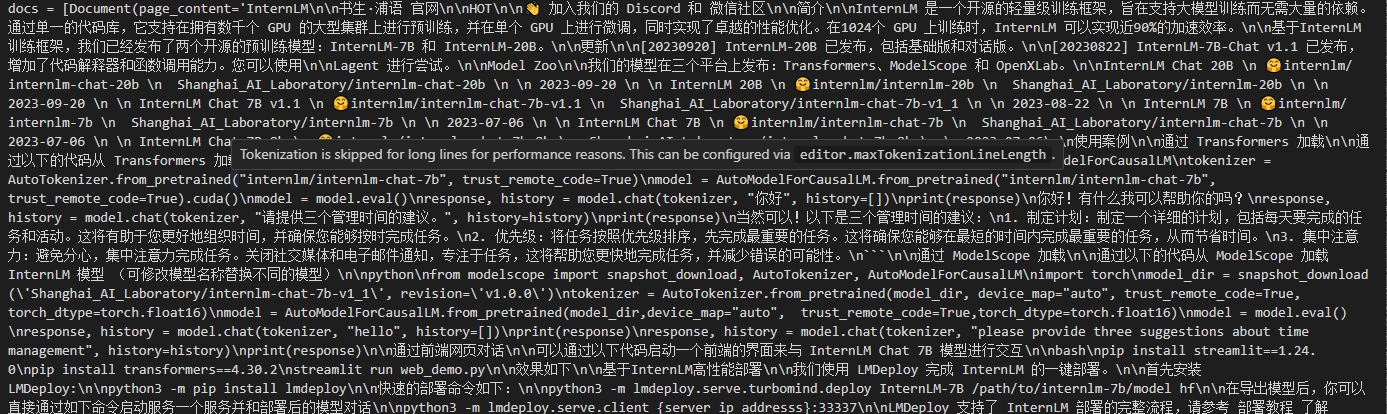 docs = [Document(page_content='InternLM\n\n书生·浦语 官网\n\nHOT\n\n👋 加入我们的 Discord 和 微信社区\n\n简介\n\nInternLM 是一个开源的轻量级训练框架，旨在支持大模型训练而无需大量的依赖。
通过单一的代码库，它支持在拥有数千个 GPU 的大型集群上进行预训练，并在单个 GPU 上进行微调，同时实现了卓越的性能优化。在1024个 GPU 上训练时，InternLM 可以实现近90%的加速效率。\n\n基于InternLM
训练框架，我们已经发布了两个开源的预训练模型：InternLM-7B 和 InternLM-20B。\n\n更新\n\n[20230920] InternLM-20B 已发布，包括基础版和对话版。\n\n[20230822] InternLM-7B-Chat v1.1 已发布，
增加了代码解释器和函数调用能力。您可以使用\n\nLagent 进行尝试。\n\nModel Zoo\n\n我们的模型在三个平台上发布：Transformers、ModelScope 和 OpenXLab。\n\nInternLM Chat 20B \n 🤗internlm/
internlm-chat-20b \n  Shanghai_AI_Laboratory/internlm-chat-20b \n \n 2023-09-20 \n \n InternLM 20B \n 🤗internlm/internlm-20b \n  Shanghai_AI_Laboratory/internlm-20b \n \n
2023-09-20 \n \n InternLM Chat 7B v1.1 \n 🤗internlm/internlm-chat-7b-v1.1 \n  Shanghai_AI_Laboratory/internlm-chat-7b-v1_1 \n \n 2023-08-22 \n \n InternLM 7B \n 🤗internlm/
internlm-7b \n  Shanghai_AI_Laboratory/internlm-7b \n \n 2023-07-06 \n \n InternLM Chat 7B \n 🤗internlm/internlm-chat-7b \n  Shanghai_AI_Laboratory/internlm-chat-7b \n \n
2023-07-06 \n \n InternLM Cha 使用案例\n\n通过 Transformers 加载\n\n通
Tokenization is skipped for long lines for performance reasons. This can be configured via editor.maxTokenizationLineLength.
过以下的代码从 Transformers 加 delForCausalLM\ntokenizer =
AutoTokenizer.from_pretrained("internlm/internlm-chat-7b", trust_remote_code=True)\nmodel = AutoModelForCausalLM.from_pretrained("internlm/internlm-chat-7b",
trust_remote_code=True).cuda()\nmodel = model.eval()\nresponse, history = model.chat(tokenizer, "你好", history=[])\nprint(response)\n你好！有什么我可以帮助你的吗？\nresponse,
history = model.chat(tokenizer, "请提供三个管理时间的建议。", history=history)\nprint(response)\n当然可以！以下是三个管理时间的建议：\n1. 制定计划：制定一个详细的计划，包括每天要完成的任
务和活动。这将有助于您更好地组织时间，并确保您能够按时完成任务。\n2. 优先级：将任务按照优先级排序，先完成最重要的任务。这将确保您能够在最短的时间内完成最重要的任务，从而节省时间。\n3. 集中注意
力：避免分心，集中注意力完成任务。关闭社交媒体和电子邮件通知，专注于任务，这将帮助您更快地完成任务，并减少错误的可能性。\n```\n\n通过 ModelScope 加载\n\n通过以下的代码从 ModelScope 加载
InternLM 模型 （可修改模型名称替换不同的模型）\n\npython\nfrom modelscope import snapshot_download, AutoTokenizer, AutoModelForCausalLM\nimport torch\nmodel_dir = snapshot_download
(\'Shanghai_AI_Laboratory/internlm-chat-7b-v1_1\', revision=\'v1.0.0\')\ntokenizer = AutoTokenizer.from_pretrained(model_dir, device_map="auto", trust_remote_code=True,
torch_dtype=torch.float16)\nmodel = AutoModelForCausalLM.from_pretrained(model_dir,device_map="auto",  trust_remote_code=True,torch_dtype=torch.float16)\nmodel = model.eval()
\nresponse, history = model.chat(tokenizer, "hello", history=[])\nprint(response)\nresponse, history = model.chat(tokenizer, "please provide three suggestions about time
management", history=history)\nprint(response)\n\n通过前端网页对话\n\n可以通过以下代码启动一个前端的界面来与 InternLM Chat 7B 模型进行交互\n\nbash\npip install streamlit==1.24.
0\npip install transformers==4.30.2\nstreamlit run web_demo.py\n\n效果如下\n\n基于InternLM高性能部署\n\n我们使用 LMDeploy 完成 InternLM 的一键部署。\n\n首先安装
LMDeploy:\n\npython3 -m pip install lmdeploy\n\n快速的部署命令如下：\n\npython3 -m lmdeploy.serve.turbomind.deploy InternLM-7B /path/to/internlm-7b/model hf\n\n在导出模型后，你可以
直接通过如下命令启动服务一个服务并和部署后的模型对话\n\npython3 -m lmdeploy.serve.client {server_ip_addresss}:33337\n\nLMDeploy 支持了 InternLM 部署的完整流程，请参考 部署教程 了解